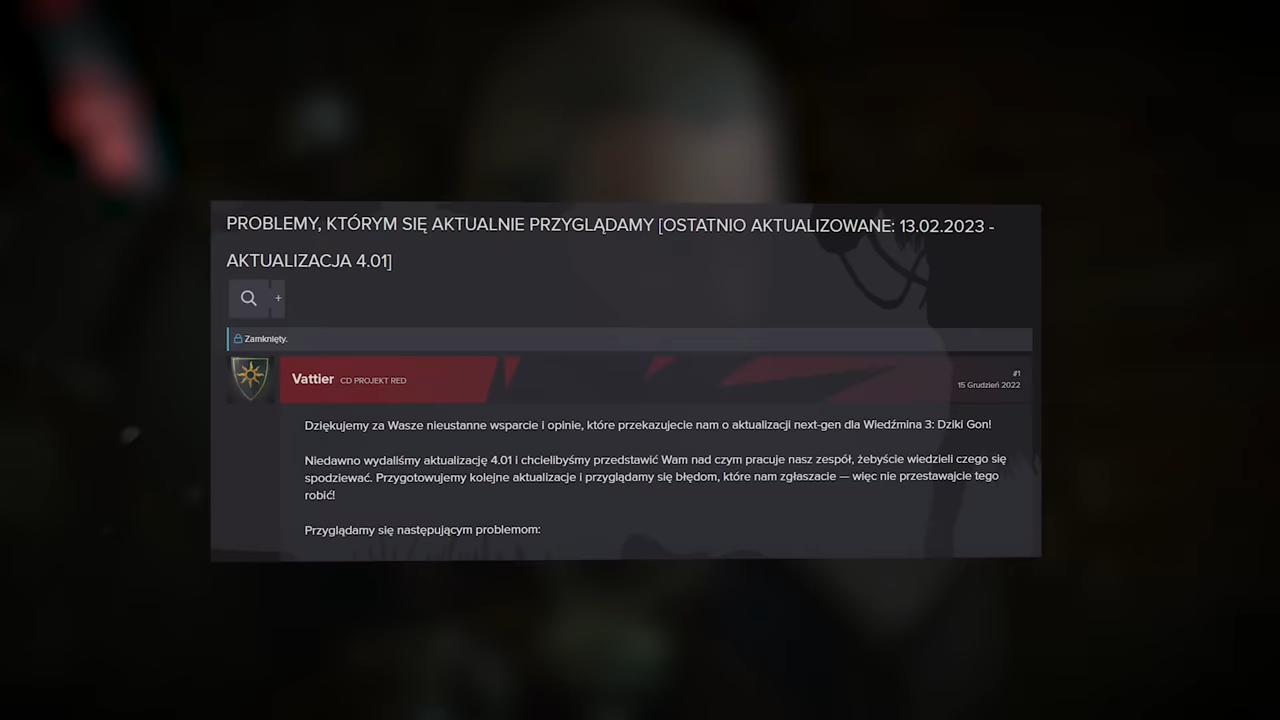 PROBLEMY, KTÓRYM SIĘ AKTUALNIE PRZYGLĄDAMY [OSTATNIO AKTUALIZOWANE: 13.02.2023 -
AKTUALIZACJA 4.01]
+
Zamknięty.
Vattier CD PROJEKT RED
#1
15 Grudzień 2022
Dziękujemy za Wasze nieustanne wsparcie i opinie, które przekazujecie nam o aktualizacji next-gen dla Wiedźmina 3: Dziki Gon!
Niedawno wydaliśmy aktualizację 4.01 i chcielibyśmy przedstawić Wam nad czym pracuje nasz zespół, żebyście wiedzieli czego się
spodziewać. Przygotowujemy kolejne aktualizacje i przyglądamy się błędom, które nam zgłaszacie — więc nie przestawajcie tego
robić!
Przyglądamy się następującym problemom: